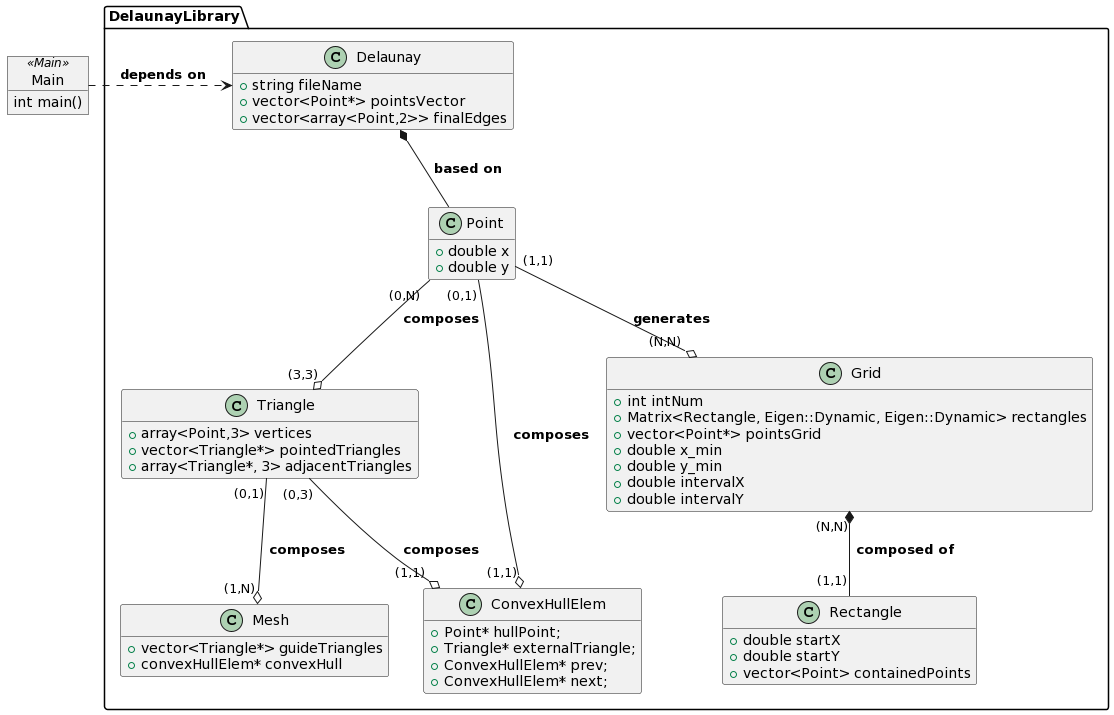 DelaunayLibrary
«Main»
Main
int main()
depends on
C Delaunay
string fileName
vector<Point*> pointsVector
vector<array<Point,2>> finalEdges
based on
C Point
double x
double y
(0,N)
composes
(3,3)
(0,1)
composes
(1,1)
(1,1)
generates
(N,N)
C Triangle
array<Point,3> vertices
vector<Triangle*> pointedTriangles
array<Triangle*, 3> adjacentTriangles
C Grid
int intNum
Matrix<Rectangle, Eigen::Dynamic, Eigen::Dynamic> rectangles
vector<Point*> pointsGrid
double x_min
double y_min
double intervalX
double intervalY
(0,1)
composes
(1,N)
(0,3)
composes
(1,1)
(N,N)
composed of
(1,1)
C Mesh
vector<Triangle*> guideTriangles
convexHullElem* convexHull
C ConvexHullElem
Point* hullPoint;
Triangle* externalTriangle;
ConvexHullElem* prev;
ConvexHullElem* next;
C Rectangle
double startX
double startY
vector<Point> containedPoints